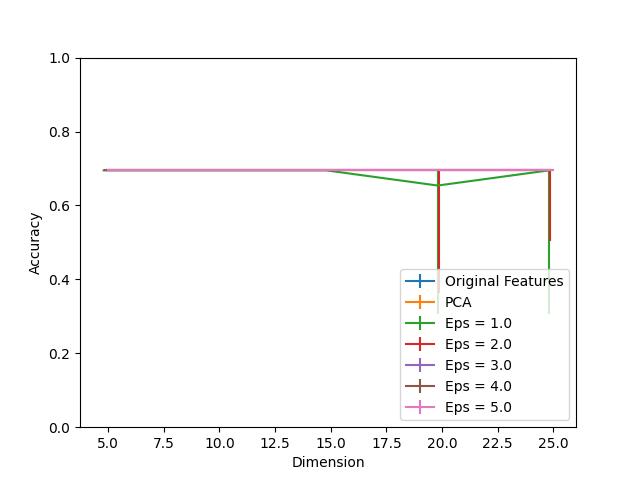 1.0
0.8
0.6
0.4
0.2
0.0
Accuracy
Original Features
PCA
Eps = 1.0
Eps = 2.0
Eps = 3.0
Eps = 4.0
Eps = 5.0
5.0 7.5 10.0 12.5 15.0 17.5 20.0 22.5 25.0
Dimension